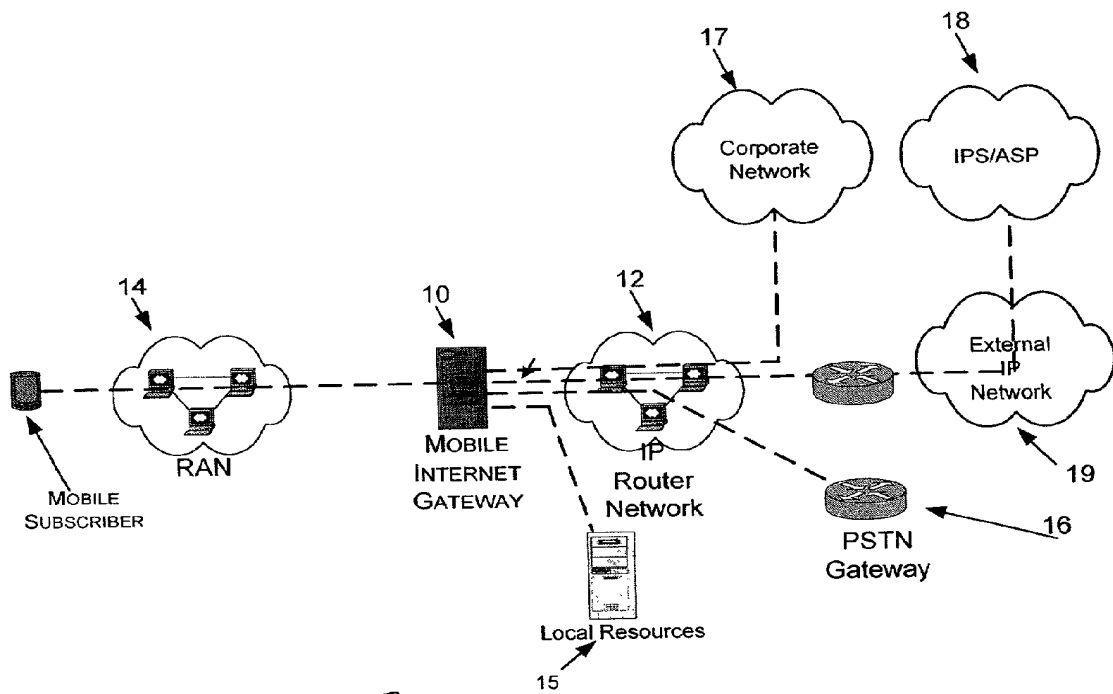 17
18
Corporate
Network
IPS/ASP
14
10
12
External
IP
Network
RAN
MOBILE
INTERNET
GATEWAY
IP
Router
Network
MOBILE
SUBSCRIBER
19
16
PSTN
Gateway
Local Resources
15